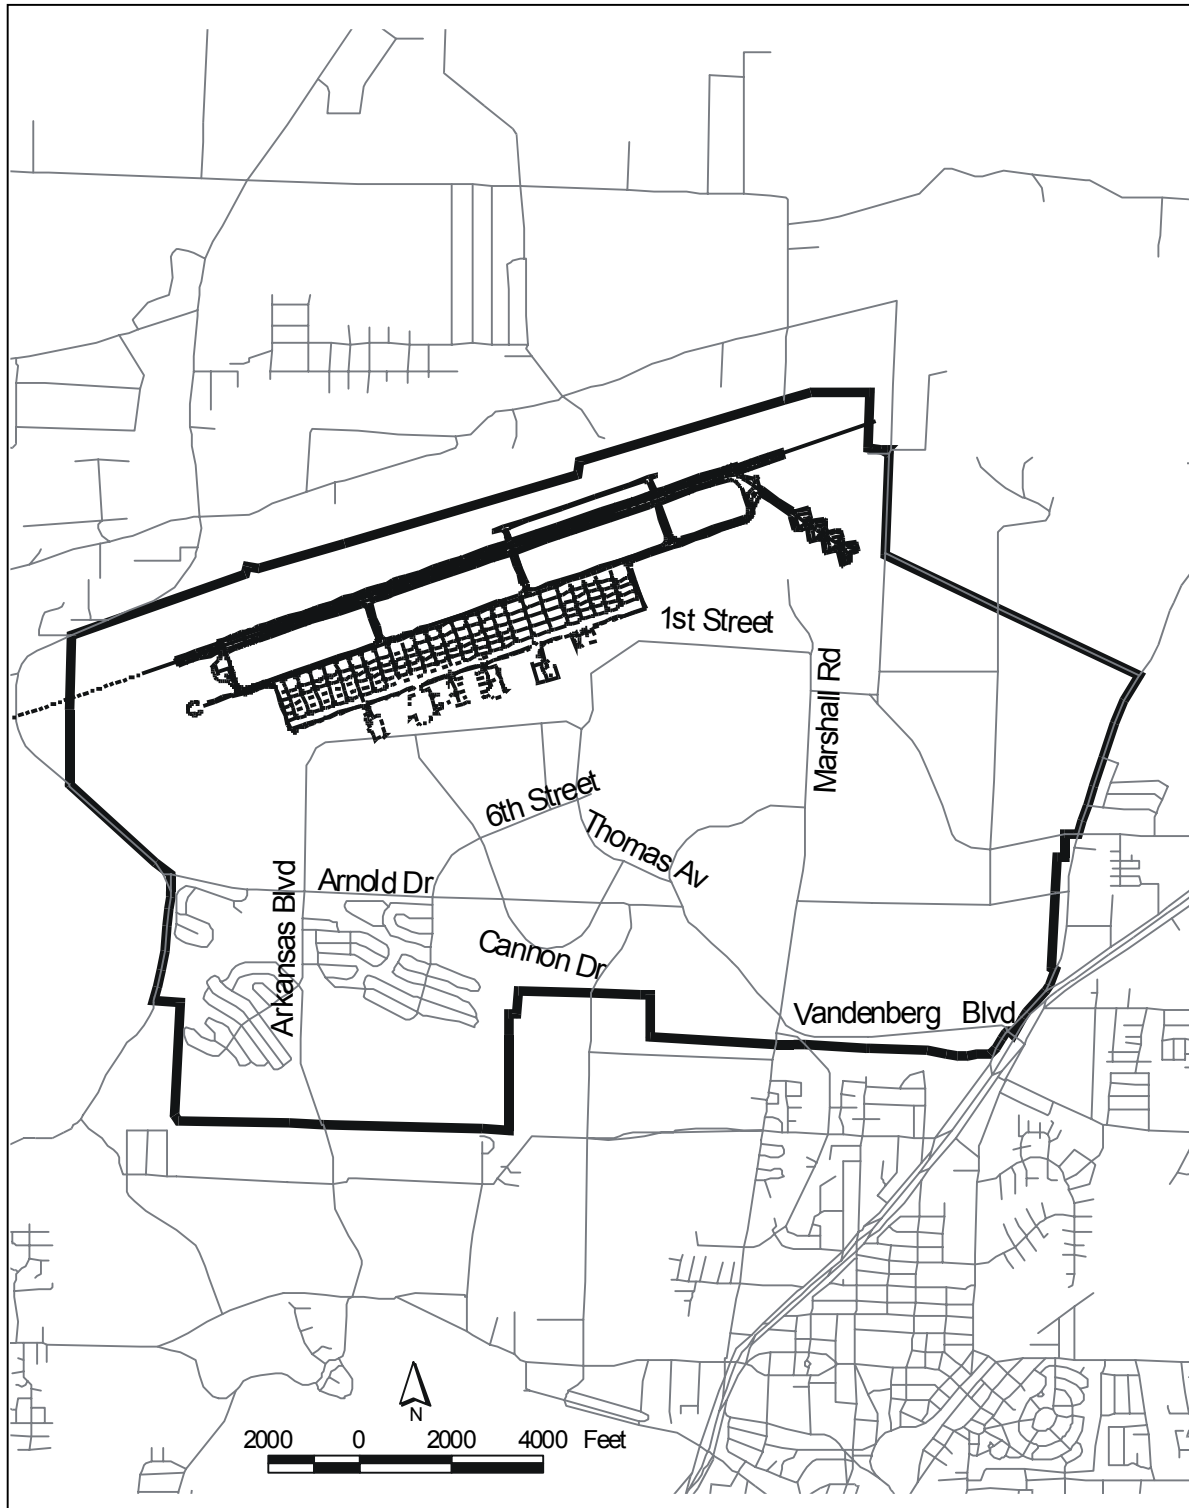 1st Street
Marshall Rd
6th Street
Thomas Av
Arkansas Blvd
Arnold Dr
Cannon Dr
Vandenberg Blvd
N
2000 0 2000 4000 Feet